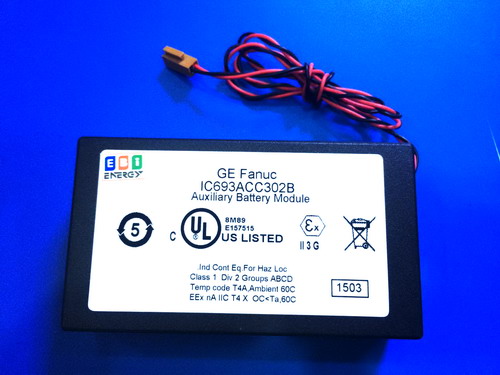 GE Fanuc
IC693ACC302B
Auxiliary Battery Module
ECI
ENERGY
5
C UL US LISTED
8M89
E157515
Ex
II 3 G
Ind Cont Eq For Haz Loc
Class 1 Div 2 Groups ABCD
Temp code T4A,Ambient 60C
EEx nA IIC T4 X OC<Ta,60C
1503